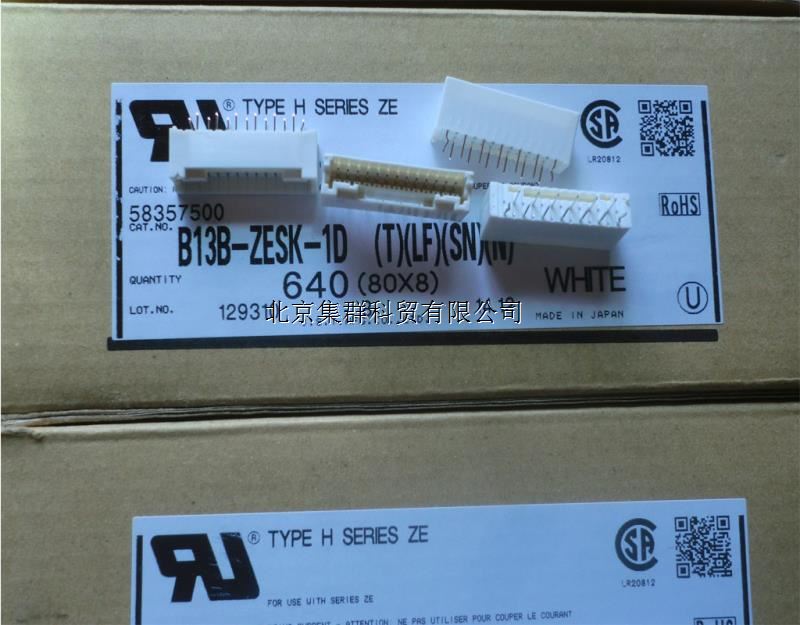 ® TYPE H SERIES ZE
LR20812
CAUTION:
58357500
RoHS
CAT.NO. B13B-ZESK-1D (T)(LF)(SN)(N)
QUANTITY 640 (80X8) WHITE
LOT.NO. 12931
MADE IN JAPAN
北京集群科贸有限公司
® TYPE H SERIES ZE
LR20812
FOR USE WITH SERIES ZE
CURRENT - ATTENTION: NE PAS UTILISER POUR COUPER LE COURANT
RoHS